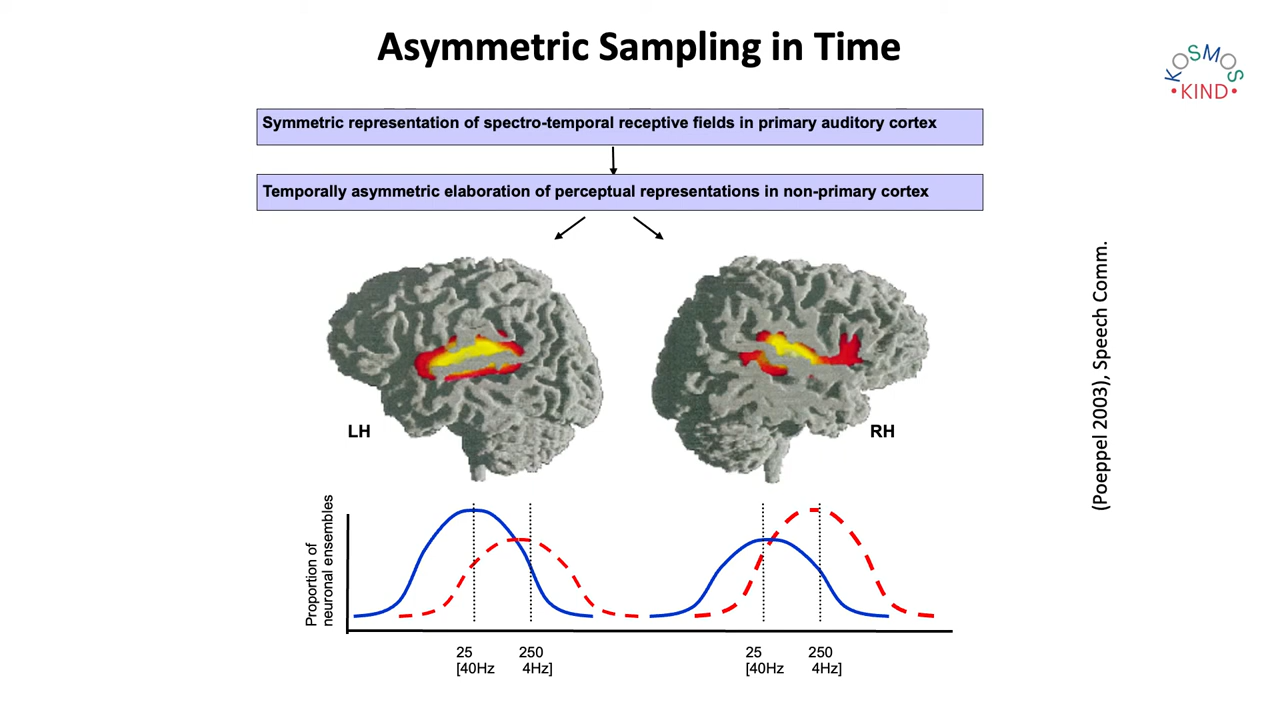 Asymmetric Sampling in Time
KOSMOS
•KIND•
Symmetric representation of spectro-temporal receptive fields in primary auditory cortex
Temporally asymmetric elaboration of perceptual representations in non-primary cortex
LH
RH
(Poeppel 2003), Speech Comm.
Proportion of
neuronal ensembles
25 250 25 250
[40Hz 4Hz] [40Hz 4Hz]